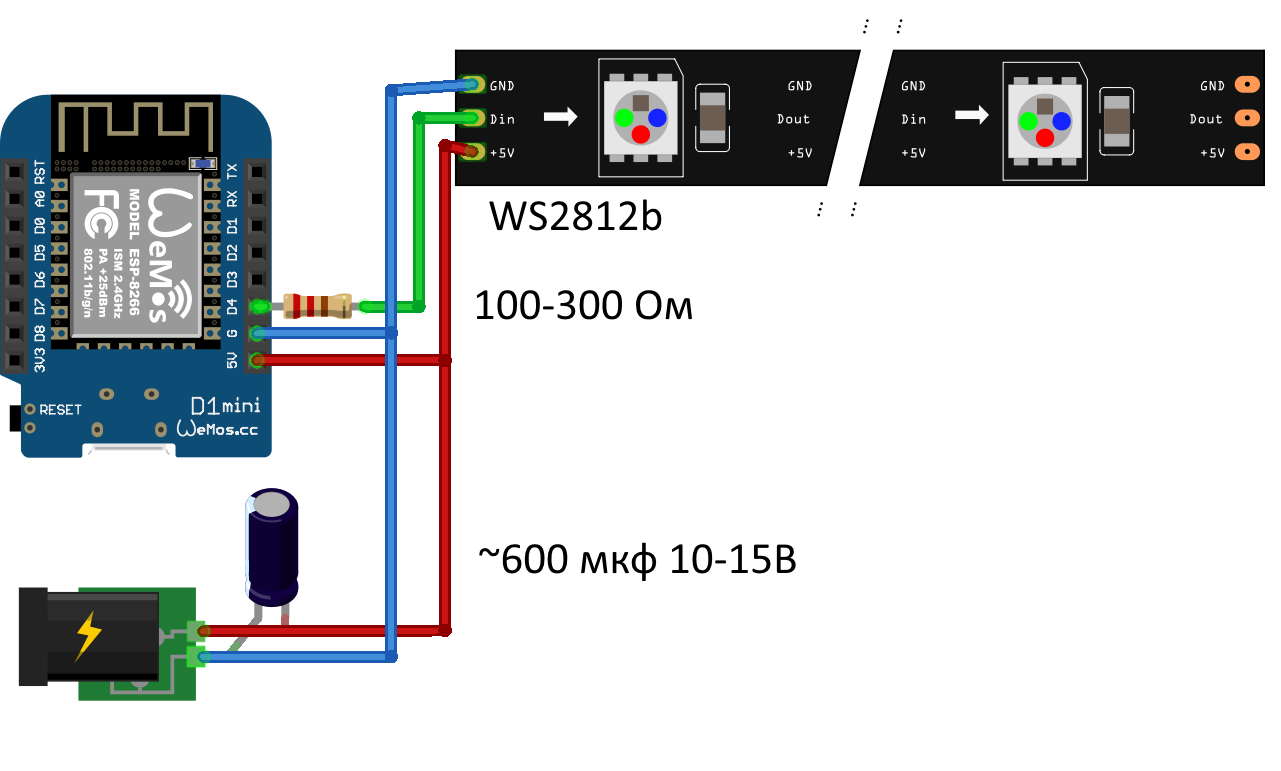 GND
Din
+5V
GND
Dout
+5V
GND
Din
+5V
GND
Dout
+5V
WS2812b
100-300 Ом
~600 мкф 10-15В
RST
A0
D0
D5
D6
D7
D8
3V3
TX
RX
D1
D2
D3
D4
G
5V
WeMos
MODEL ESP-8266
ISM 2.4GHz
PA +25dBm
802.11b/g/n
FC
RESET
D1mini
WeMos.cc